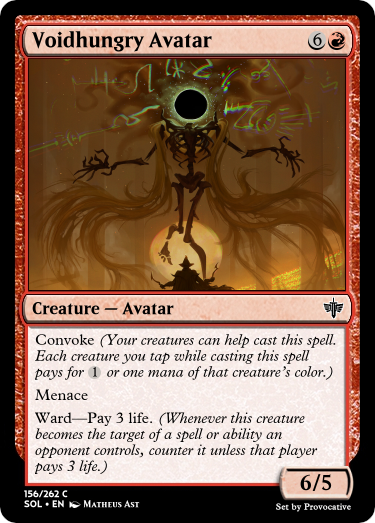 Voidhungry Avatar 6
Creature — Avatar
Convoke (Your creatures can help cast this spell.
Each creature you tap while casting this spell
pays for 1 or one mana of that creature's color.)
Menace
Ward—Pay 3 life. (Whenever this creature
becomes the target of a spell or ability an
opponent controls, counter it unless that player
pays 3 life.)
6/5
156/262 C
SOL • EN Matheus Ast
Set by Provocative